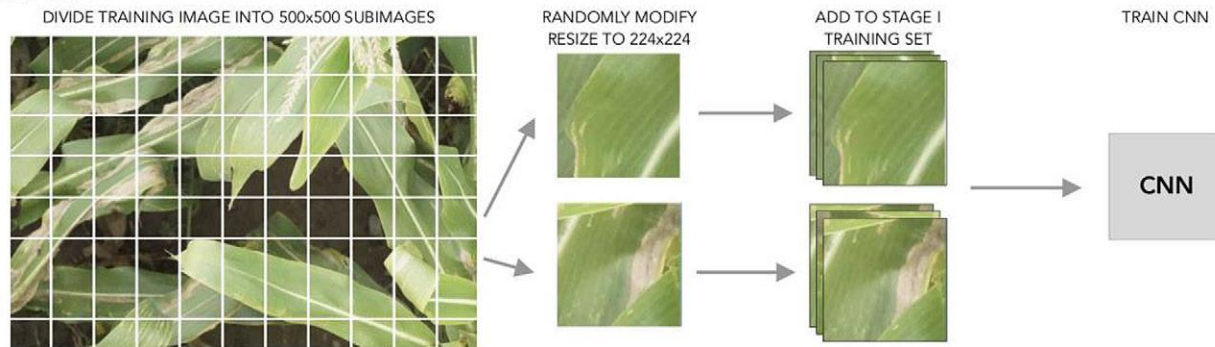 DIVIDE TRAINING IMAGE INTO 500x500 SUBIMAGES
RANDOMLY MODIFY
RESIZE TO 224x224
ADD TO STAGE I
TRAINING SET
TRAIN CNN
CNN